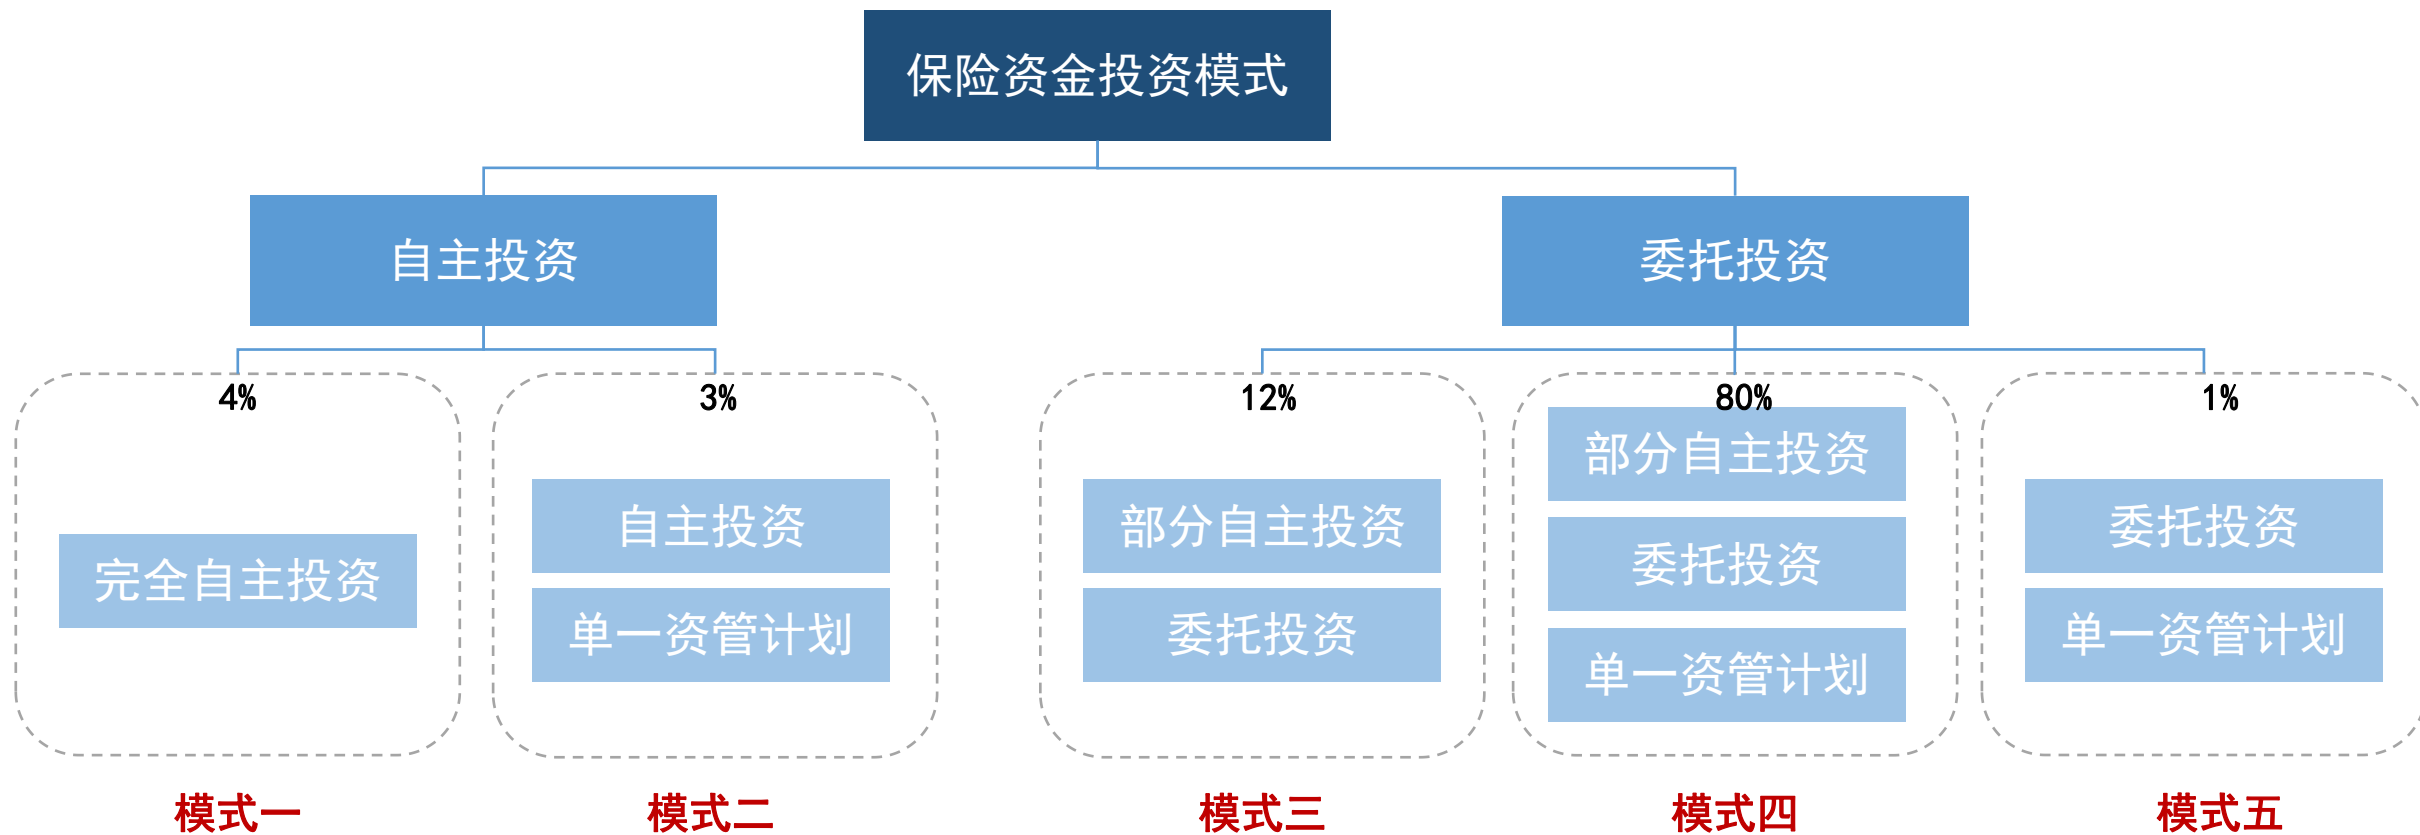 保险资金投资模式
自主投资
委托投资
4%
完全自主投资
模式一
3%
自主投资
单一资管计划
模式二
12%
部分自主投资
委托投资
模式三
80%
部分自主投资
委托投资
单一资管计划
模式四
1%
委托投资
单一资管计划
模式五